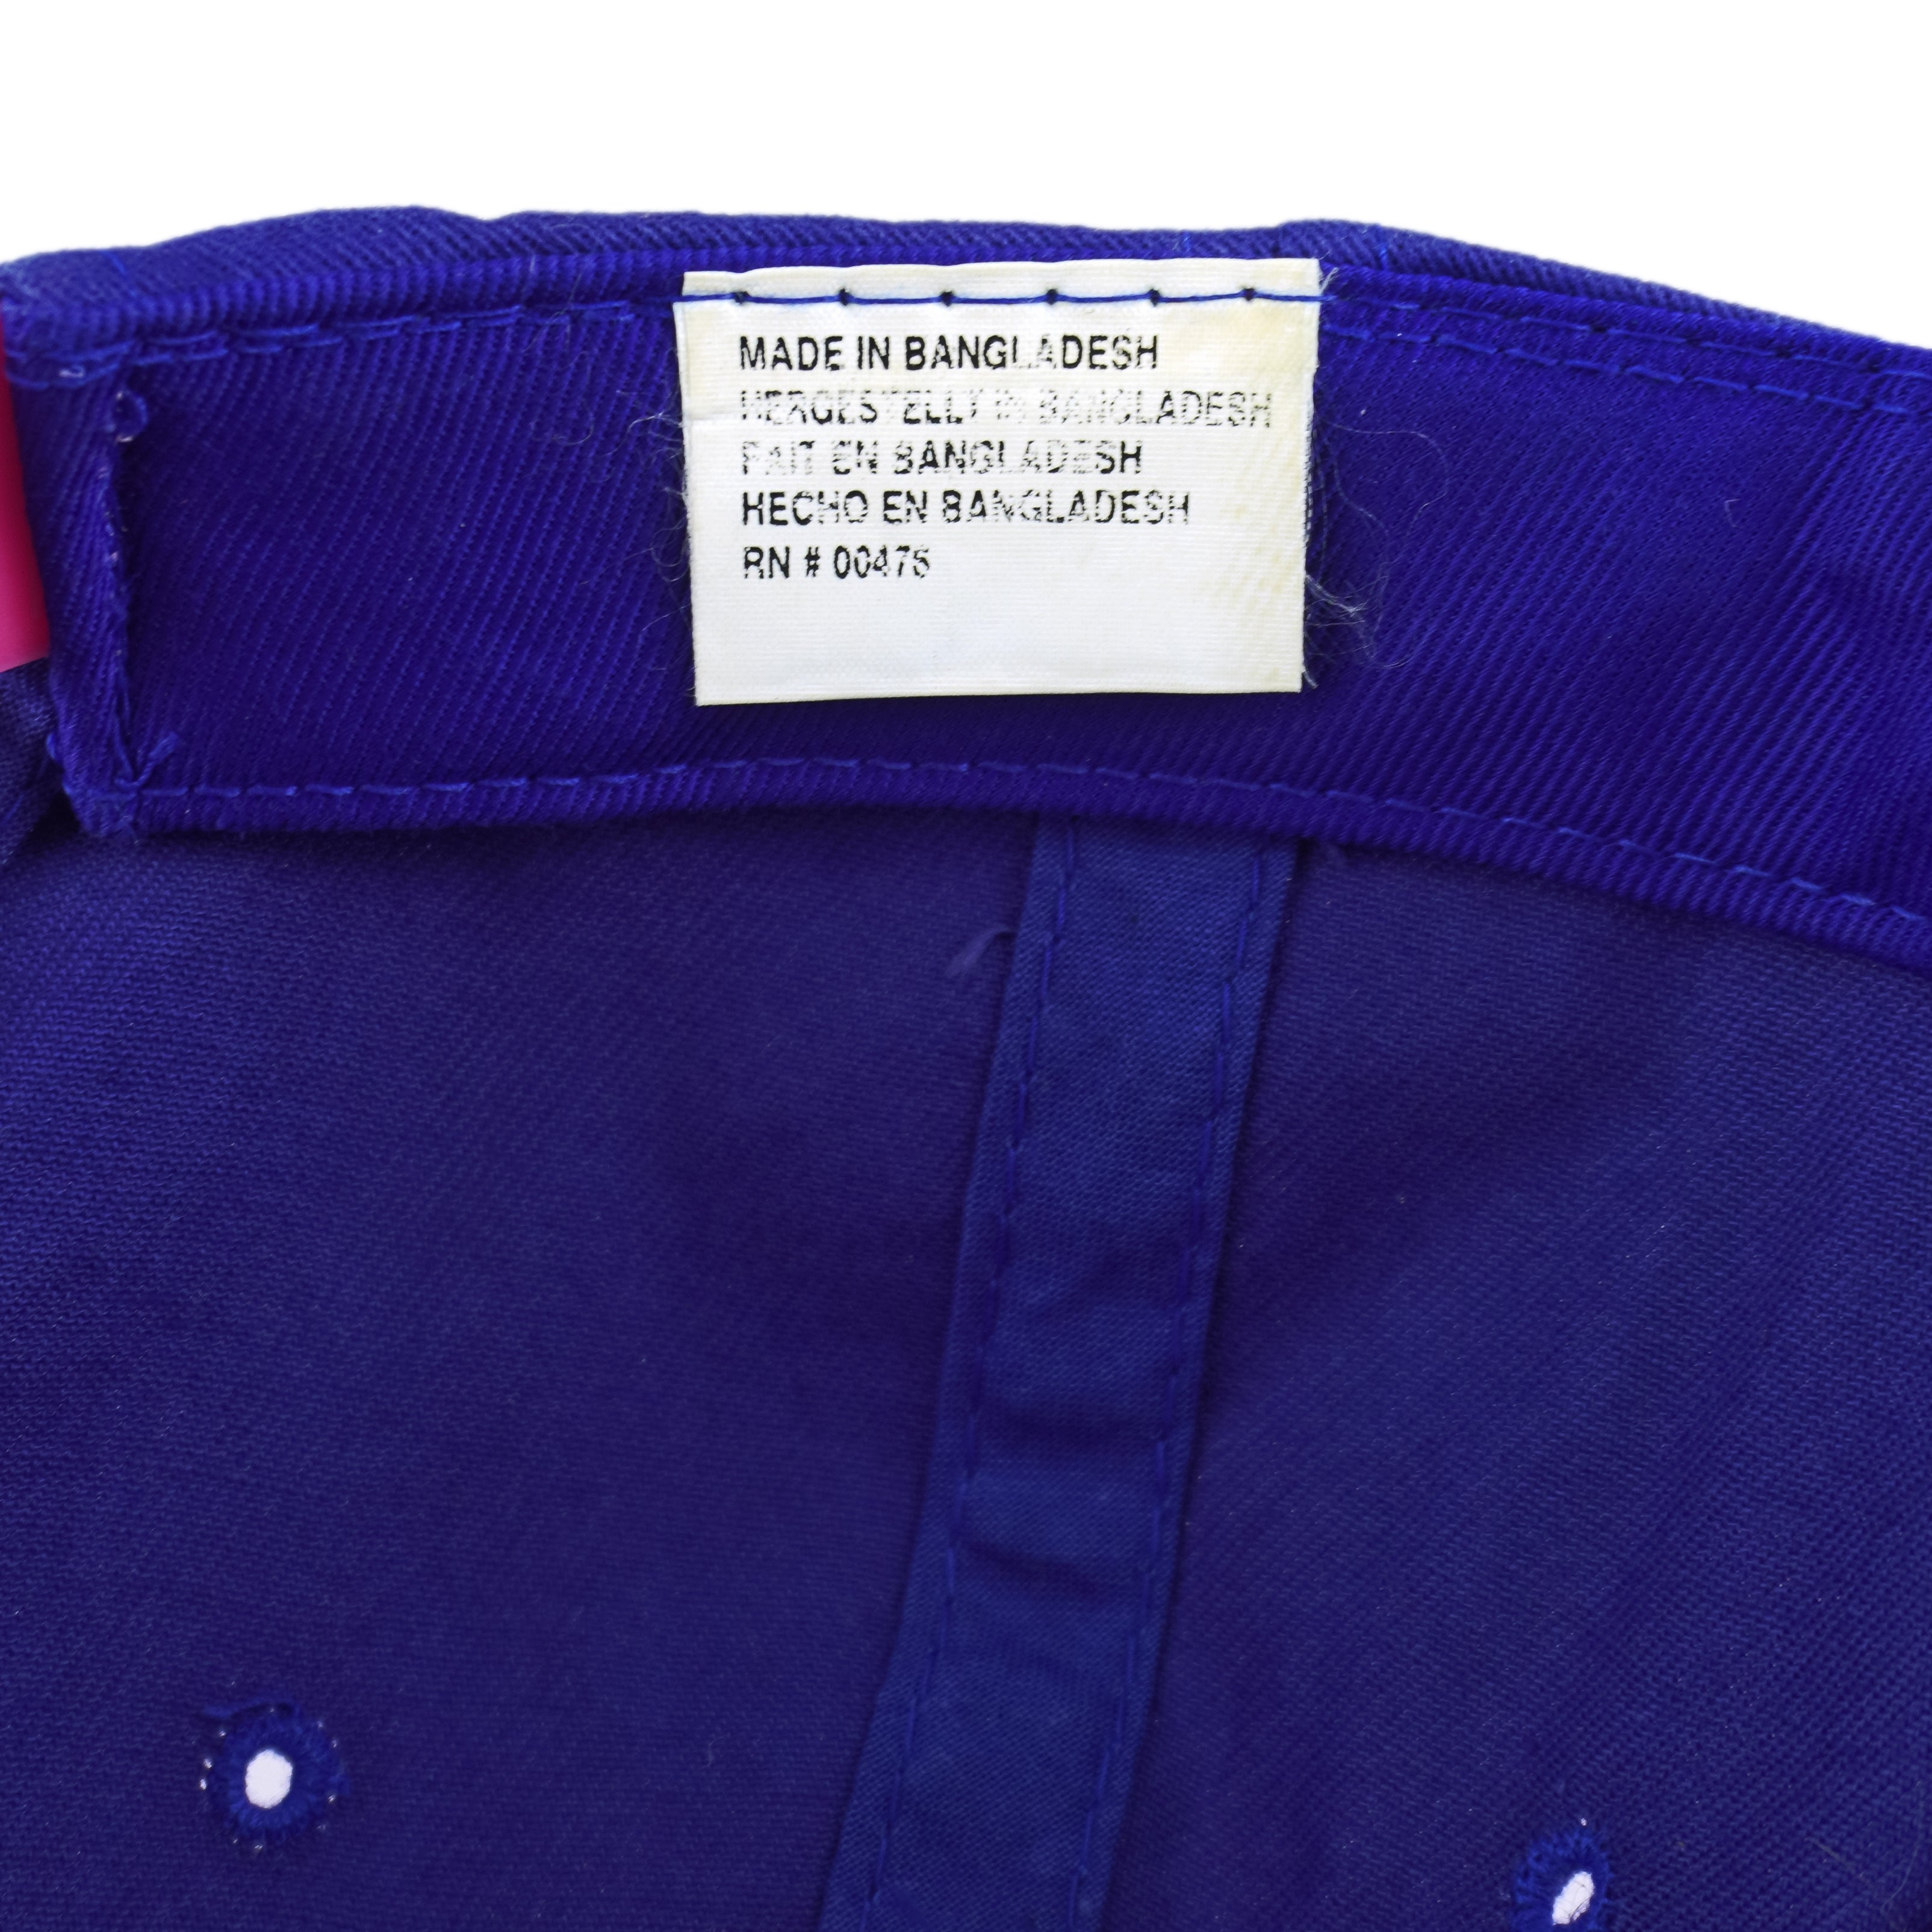 MADE IN BANGLADESH
HERGESTELLT IN BANGLADESH
FAIT EN BANGLADESH
HECHO EN BANGLADESH
RN # 00475